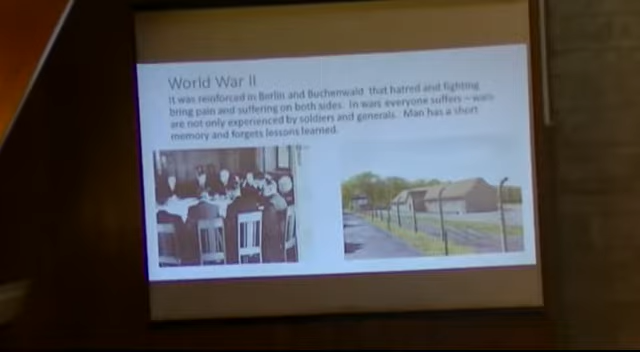 World War II
It was reinforced in Berlin and Buchenwald that hatred and fighting
bring pain and suffering on both sides. In wars everyone suffers – wars
are not only experienced by soldiers and generals. Man has a short
memory and forgets lessons learned.